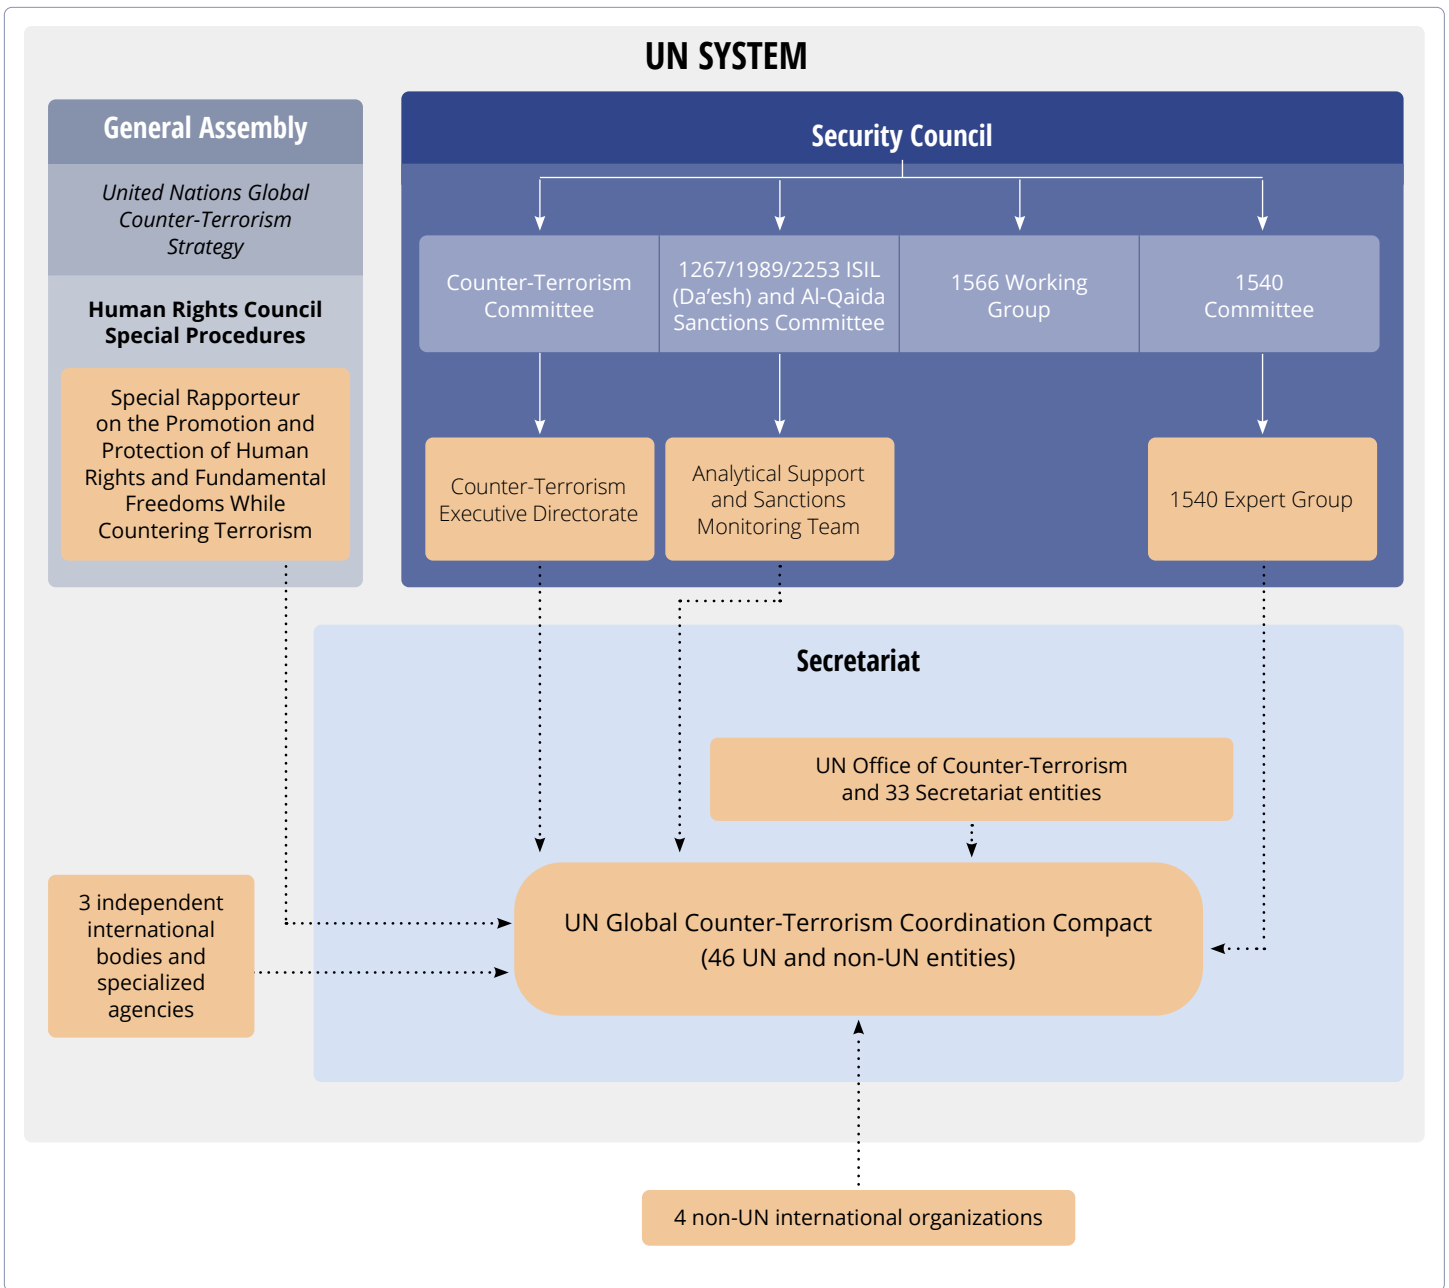 UN SYSTEM
General Assembly
United Nations Global
Counter-Terrorism
Strategy
Human Rights Council
Special Procedures
Special Rapporteur
on the Promotion and
Protection of Human
Rights and Fundamental
Freedoms While
Countering Terrorism
Security Council
Counter-Terrorism
Committee
1267/1989/2253 ISIL
(Da’esh) and Al-Qaida
Sanctions Committee
1566 Working
Group
1540
Committee
Counter-Terrorism
Executive Directorate
Analytical Support
and Sanctions
Monitoring Team
1540 Expert Group
Secretariat
UN Office of Counter-Terrorism
and 33 Secretariat entities
3 independent
international
bodies and
specialized
agencies
UN Global Counter-Terrorism Coordination Compact
(46 UN and non-UN entities)
4 non-UN international organizations